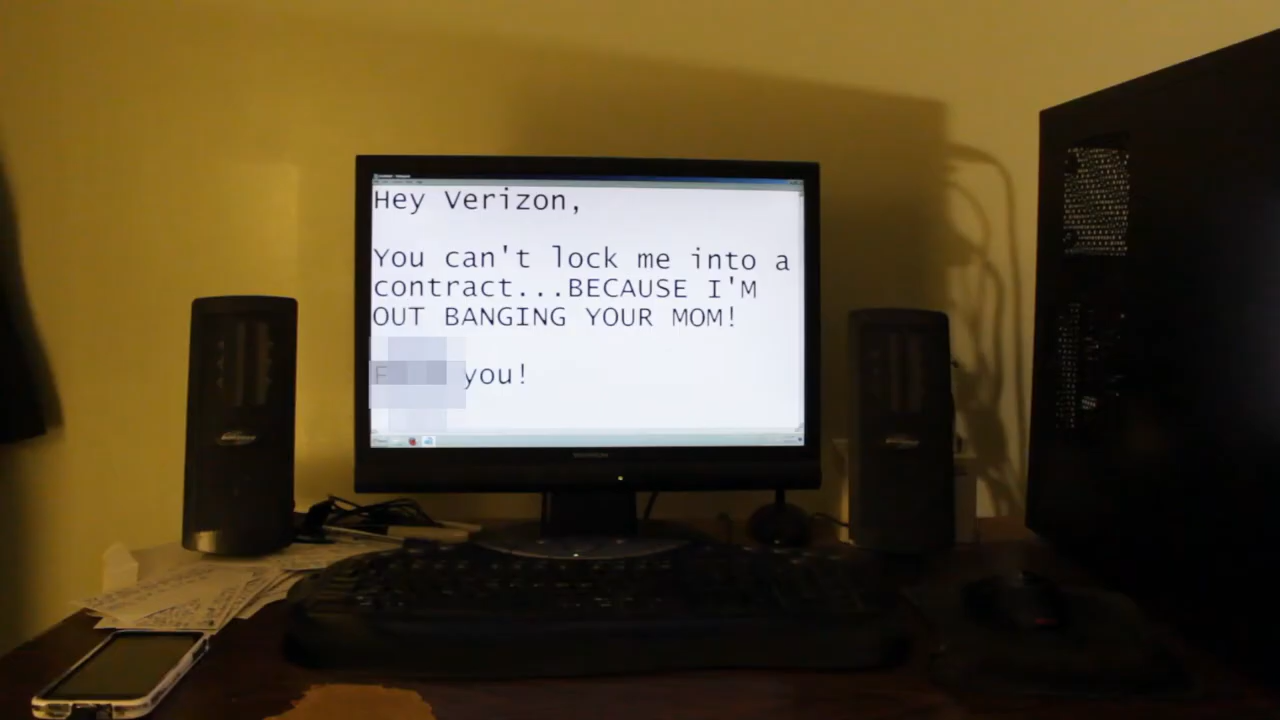 Hey Verizon,
You can't lock me into a
contract...BECAUSE I'M
OUT BANGING YOUR MOM!
you!